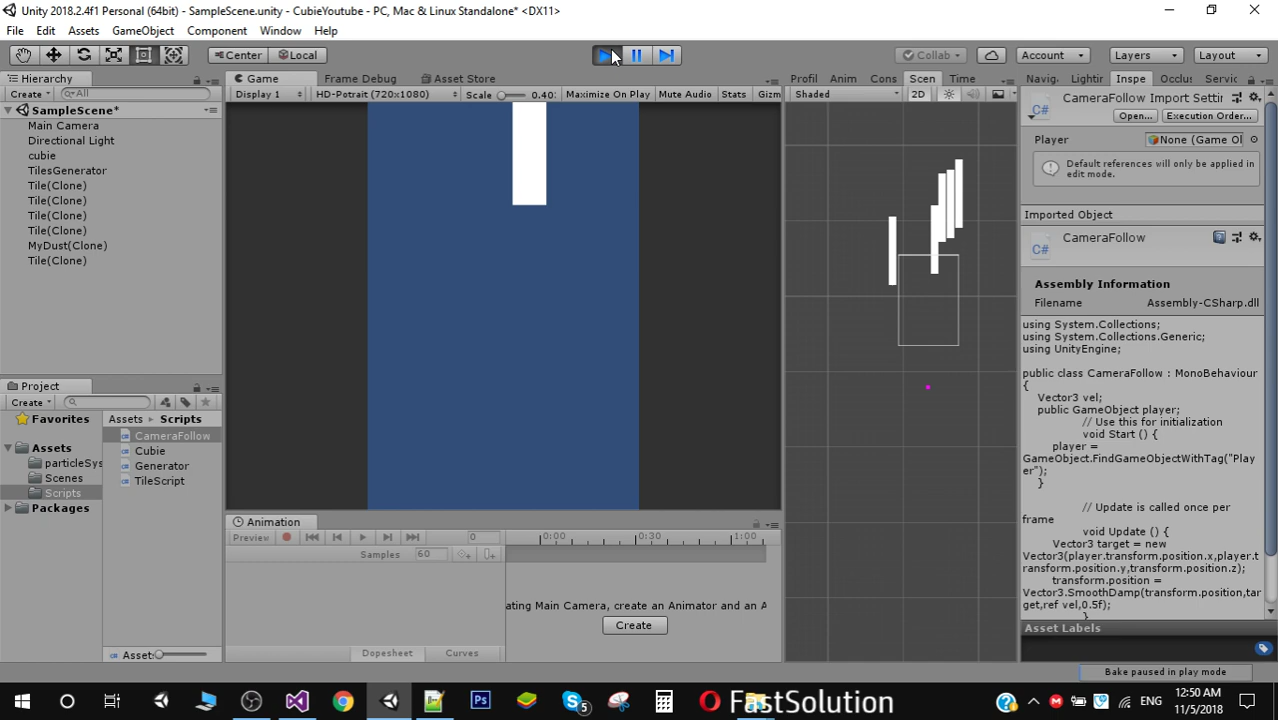 Unity 2018.2.4f1 Personal (64bit) - SampleScene.unity - CubieYoutube - PC, Mac & Linux Standalone* <DX11>
File Edit Assets GameObject Component Window Help
Center Local Collab Account Layers Layout
Hierarchy Game Frame Debug Asset Store Profil Anim Cons Scen Time Navig. Lightir Inspe Occlus Servic
Create All Display 1 HD-Potrait (720x1080) Scale 0.40: Maximize On Play Mute Audio Stats Gizm Shaded 2D
CameraFollow Import Settir
Open... Execution Order...
SampleScene*
Main Camera
Directional Light
cubie
TilesGenerator
Tile(Clone)
Tile(Clone)
Tile(Clone)
Tile(Clone)
MyDust(Clone)
Tile(Clone)
Player None (Game Ol
Default references will only be applied in
edit mode.
Imported Object
CameraFollow
Assembly Information
Filename Assembly-CSharp.dll
using System.Collections;
using System.Collections.Generic;
using UnityEngine;
public class CameraFollow : MonoBehaviour
{
Vector3 vel;
public GameObject player;
// Use this for initialization
void Start () {
player =
GameObject.FindGameObjectWithTag("Play
er");
}
// Update is called once per
frame
void Update () {
Vector3 target = new
Vector3(player.transform.position.x,player.t
ransform.position.y,transform.position.z);
transform.position =
Vector3.SmoothDamp(transform.position,tar
get,ref vel,0.5f);
}
Asset Labels
Project
Create
Favorites
Assets
particleSys
Scenes
Scripts
Packages
Assets Scripts
CameraFollow
Cubie
Generator
TileScript
Asset:
Animation
Preview 0 0:00 0:30 1:00
Samples 60
ating Main Camera, create an Animator and an A
Create
Dopesheet Curves
Bake paused in play mode
Ps 5 FastSolution ENG 12:50 AM
11/5/2018